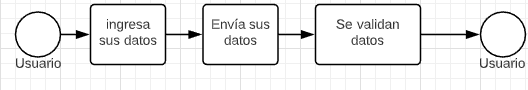 ingresa
sus datos
Envía sus
datos
Se validan
datos
Usuario
Usuario